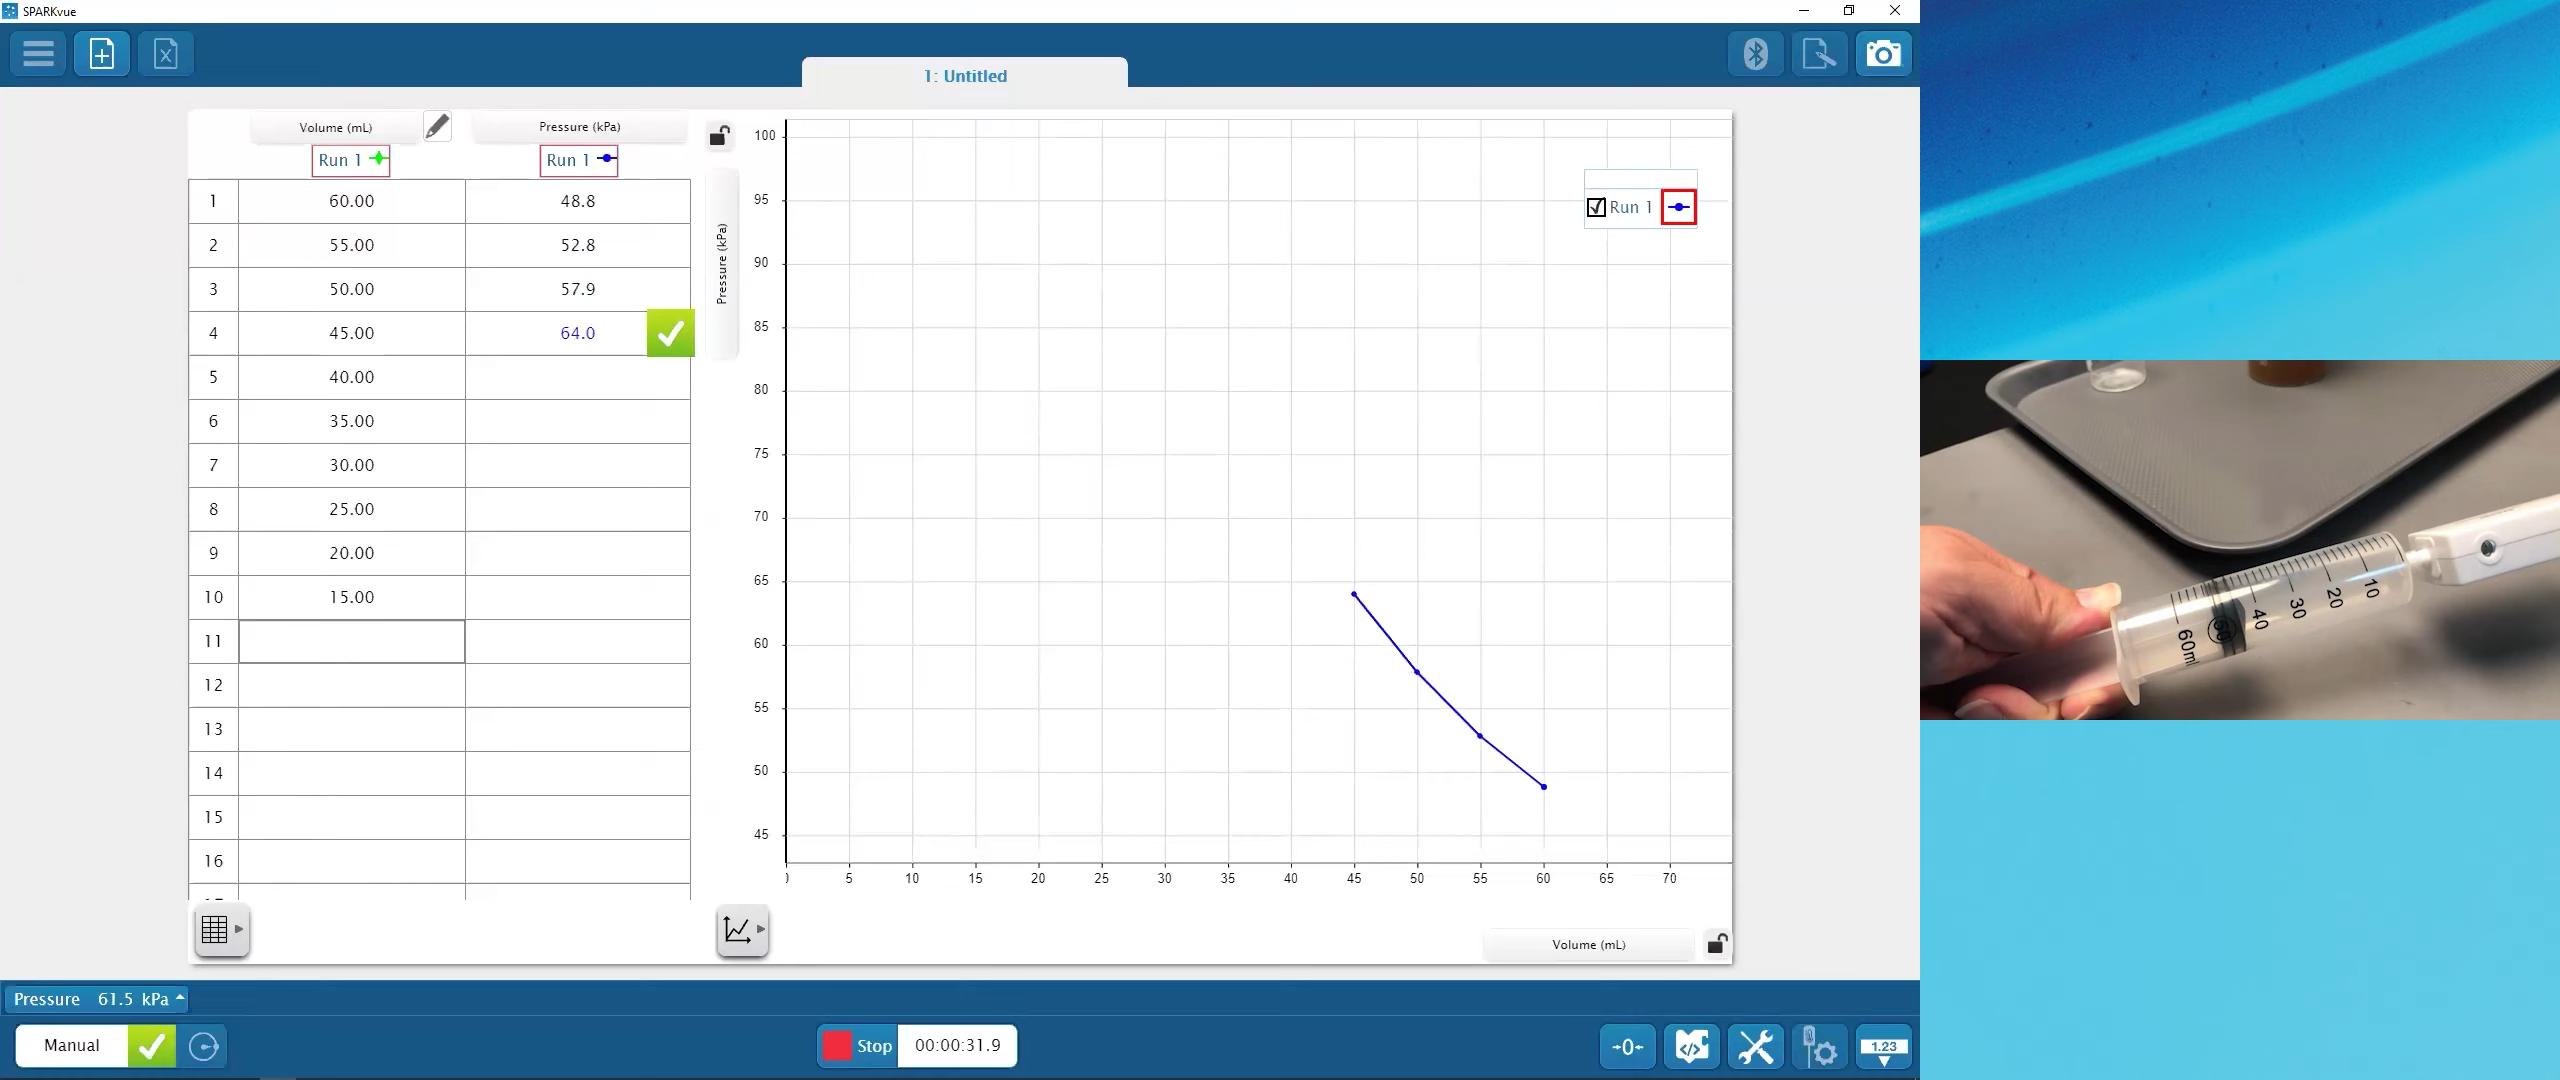 SPARKvue
1: Untitled
Volume (mL)
Pressure (kPa)
Run 1
Run 1
1 60.00 48.8
2 55.00 52.8
3 50.00 57.9
4 45.00 64.0
5 40.00
6 35.00
7 30.00
8 25.00
9 20.00
10 15.00
11
12
13
14
15
16
Pressure (kPa)
100
95
90
85
80
75
70
65
60
55
50
45
Run 1
5 10 15 20 25 30 35 40 45 50 55 60 65 70
Volume (mL)
Pressure 61.5 kPa
Manual
Stop 00:00:31.9
→0←
</>
1.23
10
20
30
40
50
60ml